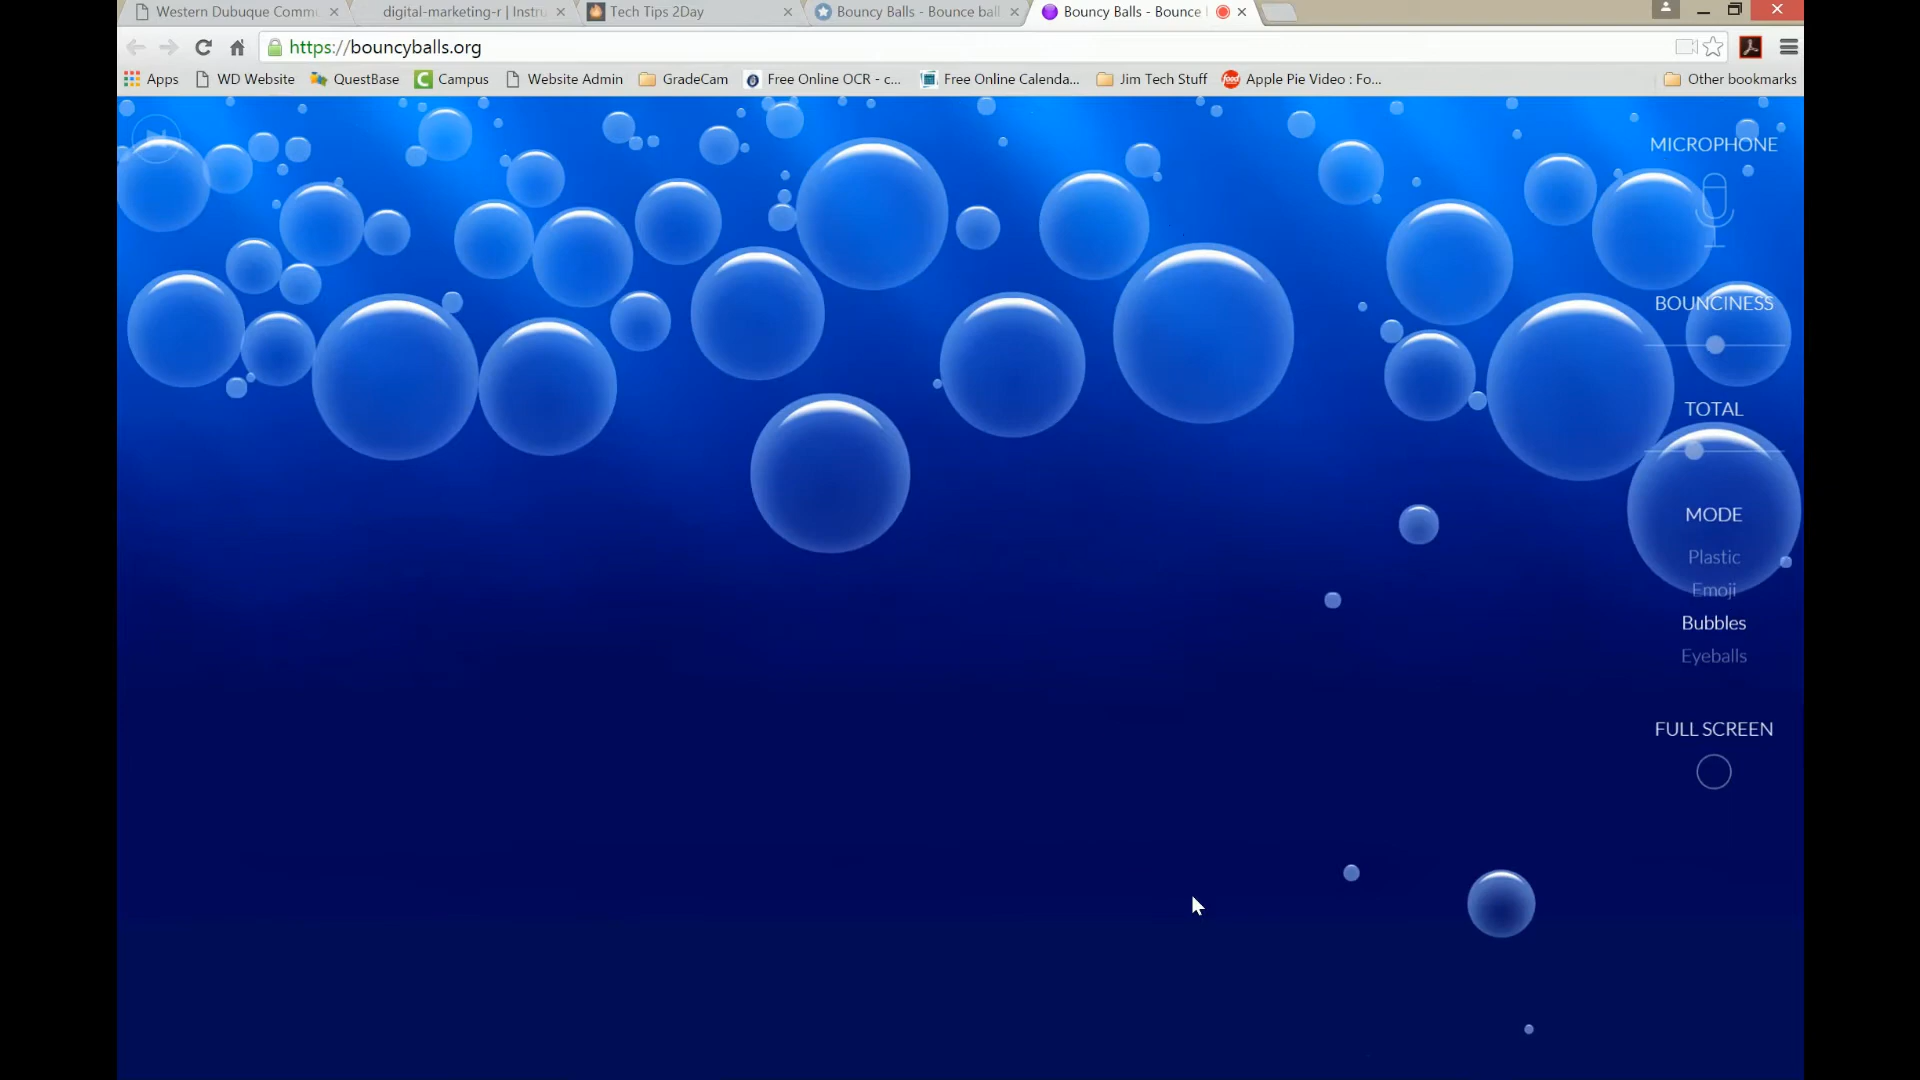 Western Dubuque Comm
digital-marketing-r | Instru
Tech Tips 2Day
Bouncy Balls - Bounce ball
Bouncy Balls - Bounce
https://bouncyballs.org
Apps
WD Website
QuestBase
Campus
Website Admin
GradeCam
Free Online OCR - c...
Free Online Calenda...
Jim Tech Stuff
food
Apple Pie Video : Fo...
Other bookmarks
MICROPHONE
BOUNCINESS
TOTAL
MODE
Plastic
Emoji
Bubbles
Eyeballs
FULL SCREEN